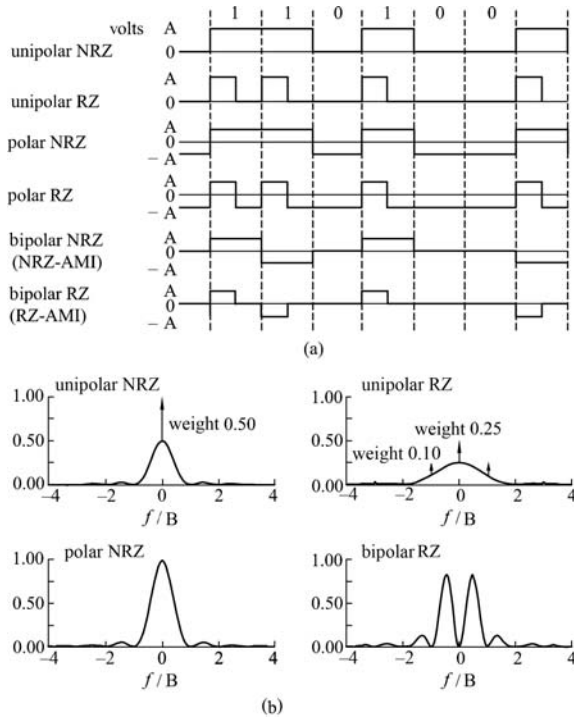 1 1 0 1 0 0
volts A
unipolar NRZ 0
A
unipolar RZ 0
A
polar NRZ 0
– A
A
polar RZ 0
– A
bipolar NRZ A
0
(NRZ-AMI) – A
bipolar RZ A
0
(RZ-AMI) – A
(a)
unipolar NRZ unipolar RZ
1.00 1.00
weight 0.50 weight 0.25
0.50 weight 0.10 0.50
0.00 0.00
–4 –2 0 2 4 –4 –2 0 2 4
f / B f / B
polar NRZ bipolar RZ
1.00 1.00
0.50 0.50
0.00 0.00
–4 –2 0 2 4 –4 –2 0 2 4
f / B f / B
(b)